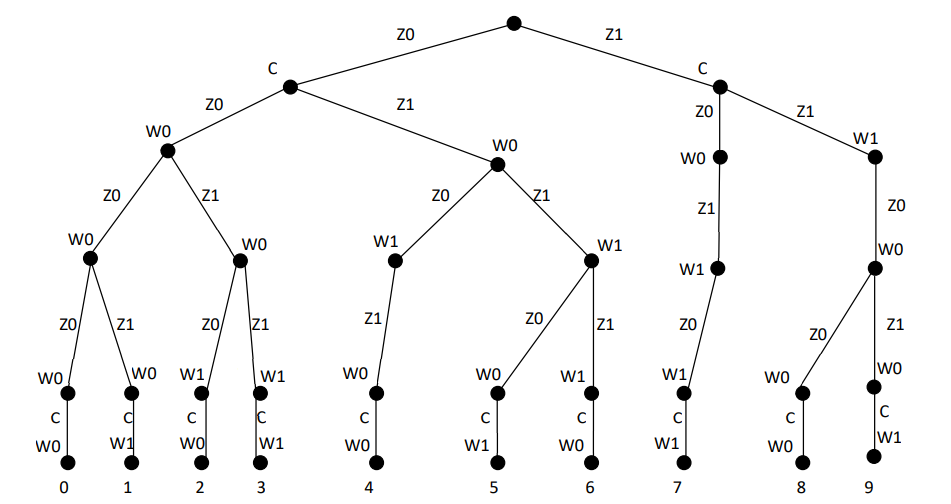 Z0 Z1
C C
Z0 Z1 Z0 Z1
W0 W0 W0 W1
Z0 Z1 Z0 Z1 Z1 Z0
W0 W0 W1 W1 W1 W0
Z0 Z1 Z0 Z1 Z1 Z0 Z1 Z0 Z0 Z1
W0 W0 W1 W1 W0 W0 W1 W1 W0 W0
C C C C C C C C C C
W0 W1 W0 W1 W0 W1 W0 W1 W0 W1
0 1 2 3 4 5 6 7 8 9